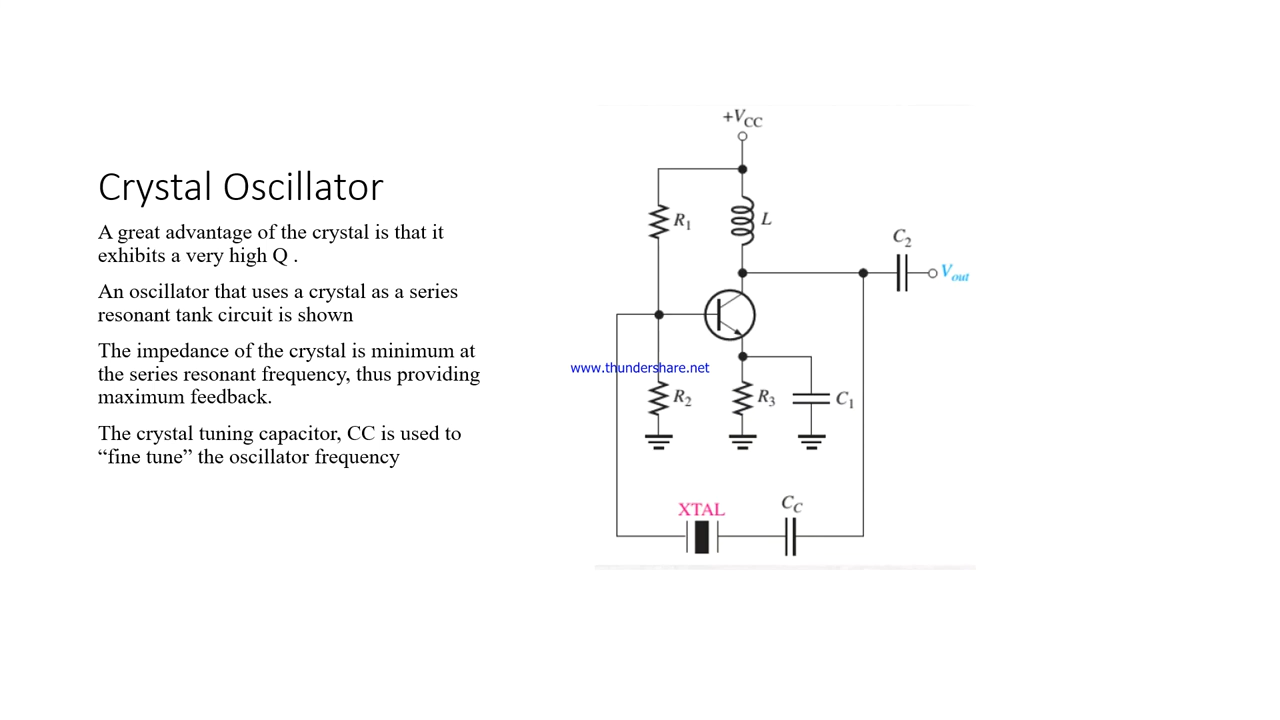 Crystal Oscillator
A great advantage of the crystal is that it
exhibits a very high Q .
An oscillator that uses a crystal as a series
resonant tank circuit is shown
The impedance of the crystal is minimum at
the series resonant frequency, thus providing
maximum feedback.
The crystal tuning capacitor, CC is used to
“fine tune” the oscillator frequency
+VCC
R1
L
C2
Vout
www.thundershare.net
R2
R3
C1
XTAL
CC